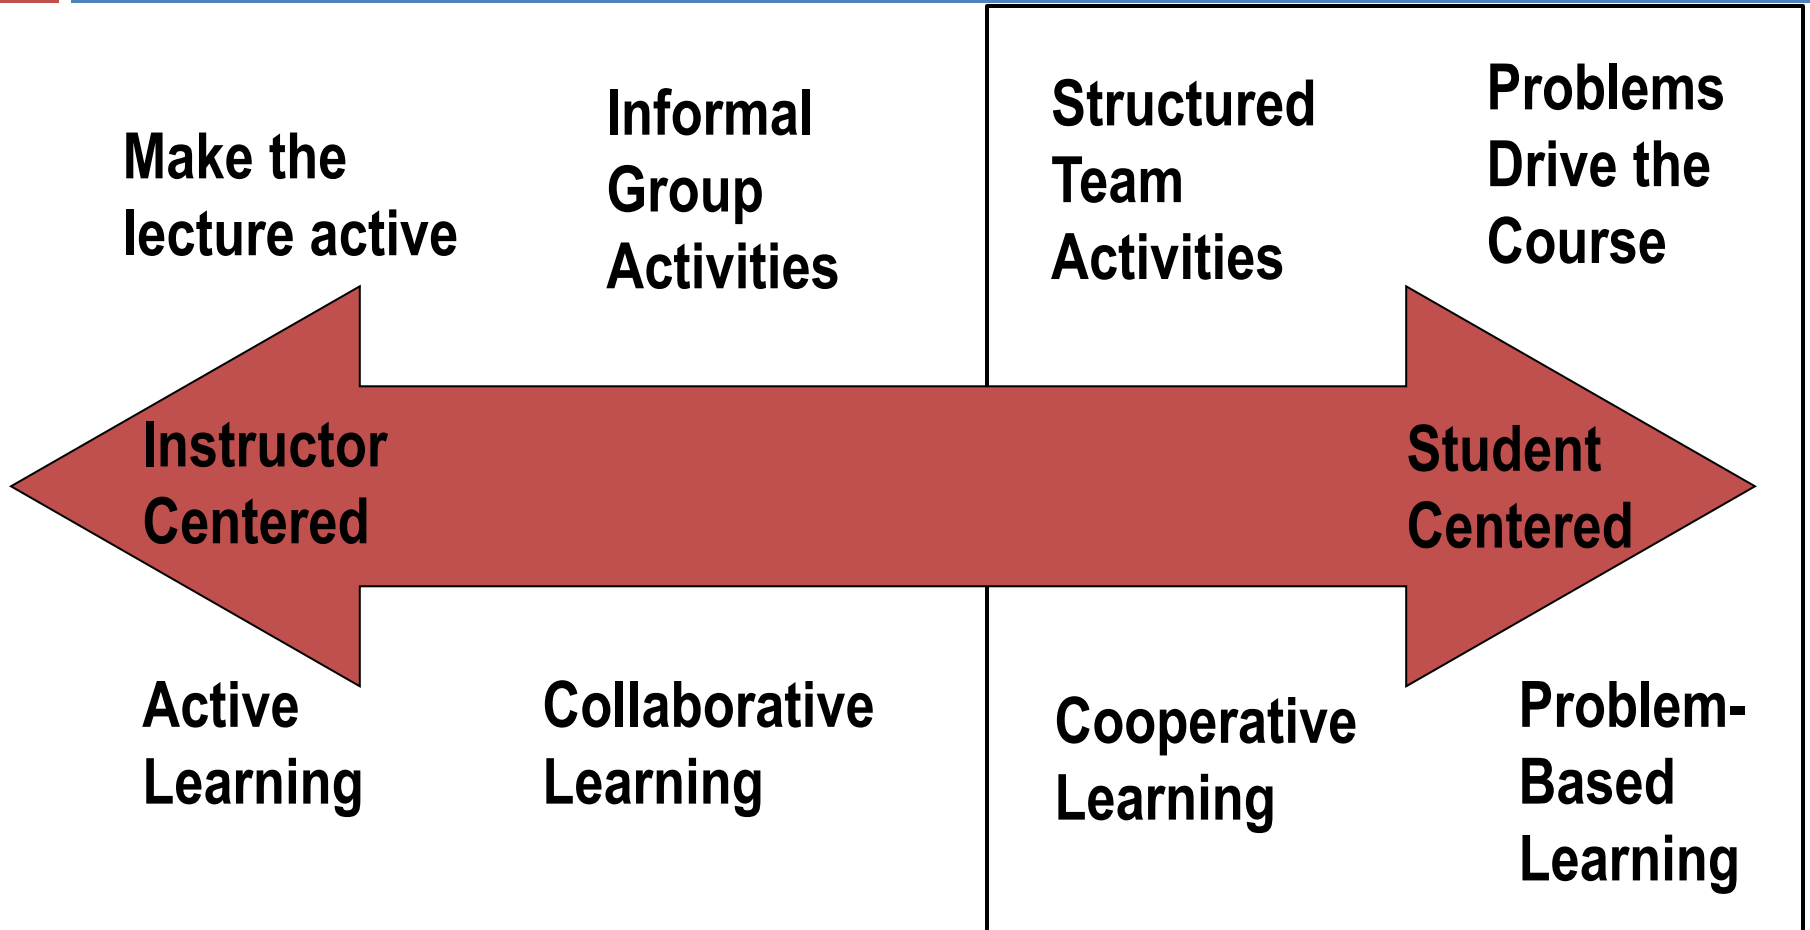 Make the
lecture active
Informal
Group
Activities
Structured
Team
Activities
Problems
Drive the
Course
Instructor
Centered
Student
Centered
Active
Learning
Collaborative
Learning
Cooperative
Learning
Problem-
Based
Learning